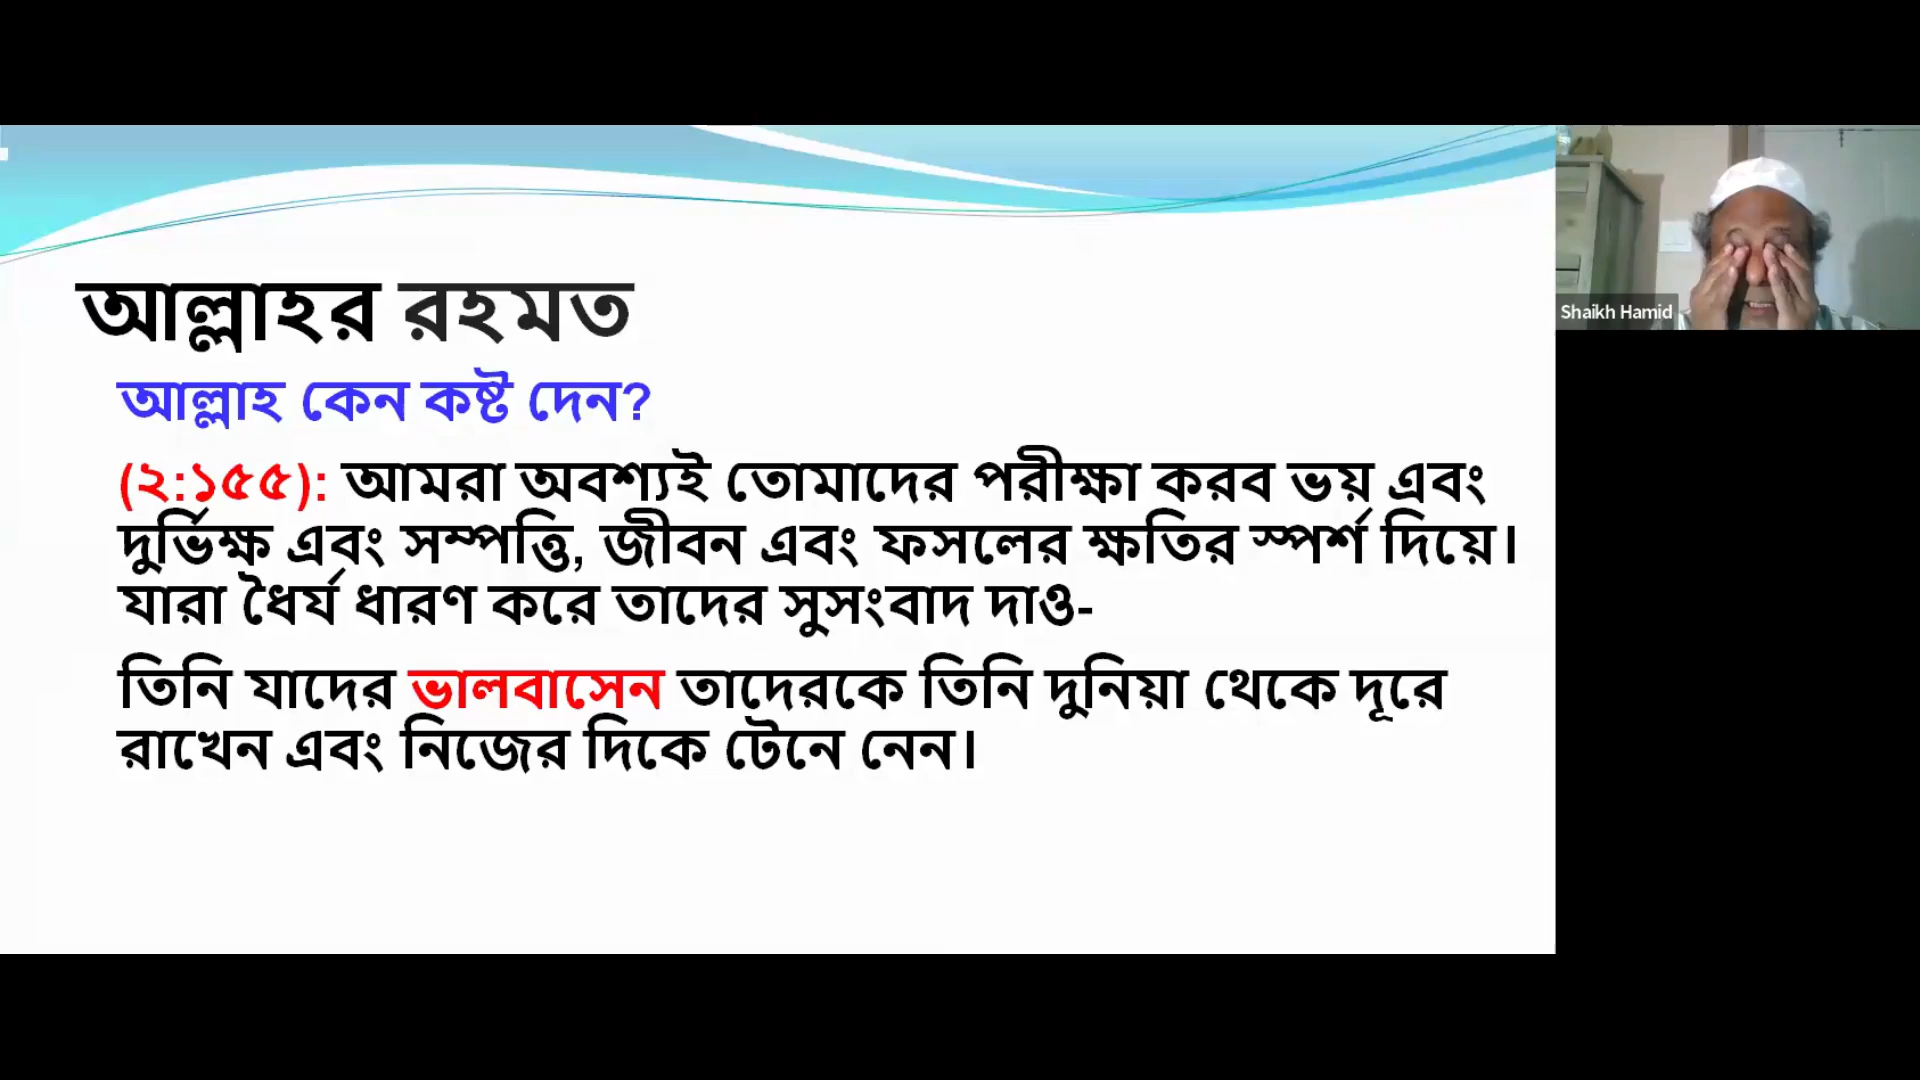 আল্লাহর রহমত
আল্লাহ কেন কষ্ট দেন?
(২:১৫৫): আমরা অবশ্যই তোমাদের পরীক্ষা করব ভয় এবং
দুর্ভিক্ষ এবং সম্পত্তি, জীবন এবং ফসলের ক্ষতির স্পর্শ দিয়ে।
যারা ধৈর্য ধারণ করে তাদের সুসংবাদ দাও-
তিনি যাদের ভালবাসেন তাদেরকে তিনি দুনিয়া থেকে দূরে
রাখেন এবং নিজের দিকে টেনে নেন।
Shaikh Hamid